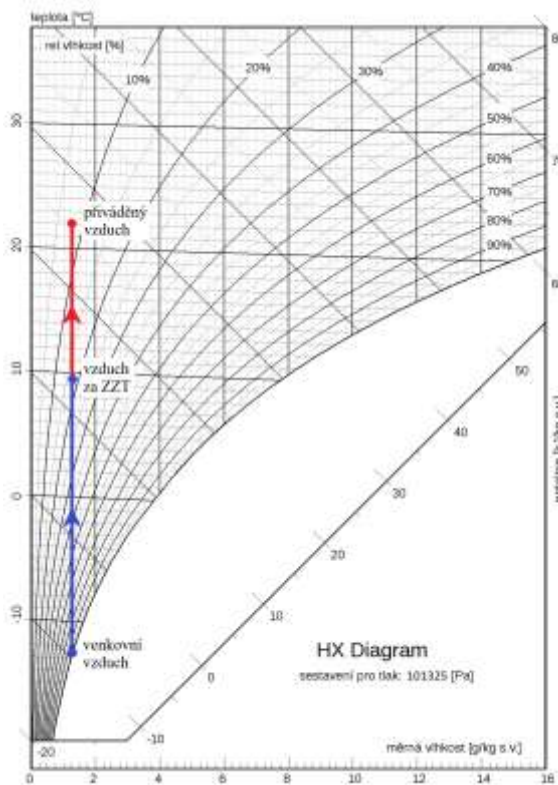 teplota [°C]
rel vlhkost [%]
10%
20%
30%
40%
50%
60%
70%
80%
90%
30
20
10
0
-10
-20
přiváděný
vzduch
vzduch
za ZZT
venkovní
vzduch
50
40
30
20
10
0
-10
HX Diagram
sestavení pro tlak: 101325 [Pa]
měrná vlhkost [g/kg s.v.]
0
2
4
6
8
10
12
14
16